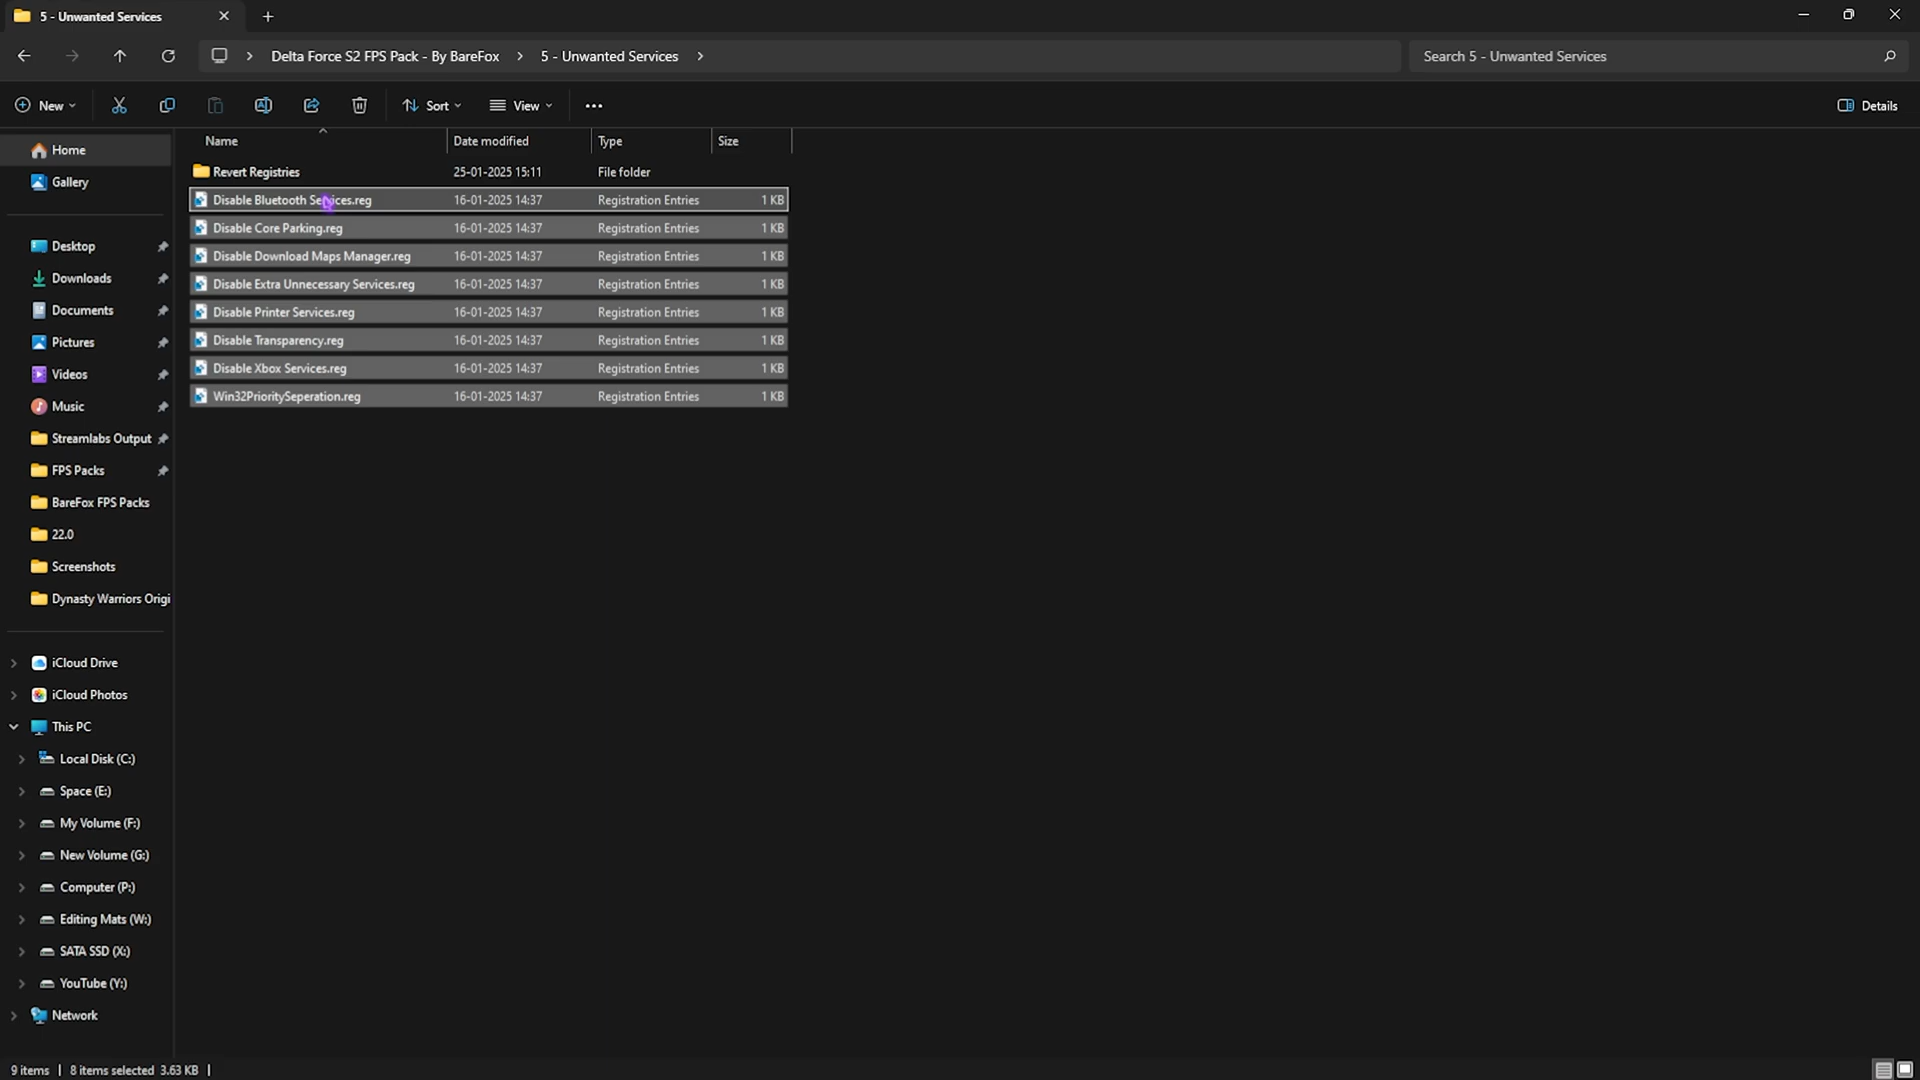 5 - Unwanted Services
Delta Force S2 FPS Pack - By BareFox
5 - Unwanted Services
Search 5 - Unwanted Services
New
Sort
View
Details
Name
Date modified
Type
Size
Home
Gallery
Desktop
Downloads
Documents
Pictures
Videos
Music
Streamlabs Output
FPS Packs
BareFox FPS Packs
22.0
Screenshots
Dynasty Warriors Origi
iCloud Drive
iCloud Photos
This PC
Local Disk (C:)
Space (E:)
My Volume (F:)
New Volume (G:)
Computer (P:)
Editing Mats (W:)
SATA SSD (X:)
YouTube (Y:)
Network
Revert Registries 25-01-2025 15:11 File folder
Disable Bluetooth Services.reg 16-01-2025 14:37 Registration Entries 1 KB
Disable Core Parking.reg 16-01-2025 14:37 Registration Entries 1 KB
Disable Download Maps Manager.reg 16-01-2025 14:37 Registration Entries 1 KB
Disable Extra Unnecessary Services.reg 16-01-2025 14:37 Registration Entries 1 KB
Disable Printer Services.reg 16-01-2025 14:37 Registration Entries 1 KB
Disable Transparency.reg 16-01-2025 14:37 Registration Entries 1 KB
Disable Xbox Services.reg 16-01-2025 14:37 Registration Entries 1 KB
Win32PrioritySeperation.reg 16-01-2025 14:37 Registration Entries 1 KB
9 items | 8 items selected 3.63 KB |